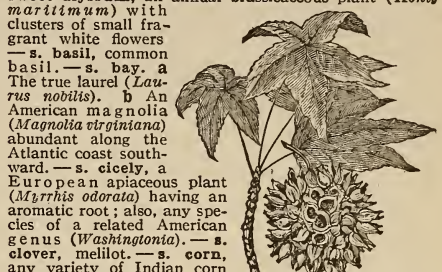 maritimum) with
clusters of small fra-
grant white flowers
— s. basil, common
basil. — s. bay. a
The true laurel (Lau-
rus nobilis). b An
American magnolia
(Magnolia virginiana)
abundant along the
Atlantic coast south-
ward. — s. cicely, a
European apiaceous plant
(Myrrhis odorata) having an
aromatic root; also, any spe-
cies of a related American
genus (Washingtonia). — s.
clover, melilot. — s. corn,
any variety of Indian corn